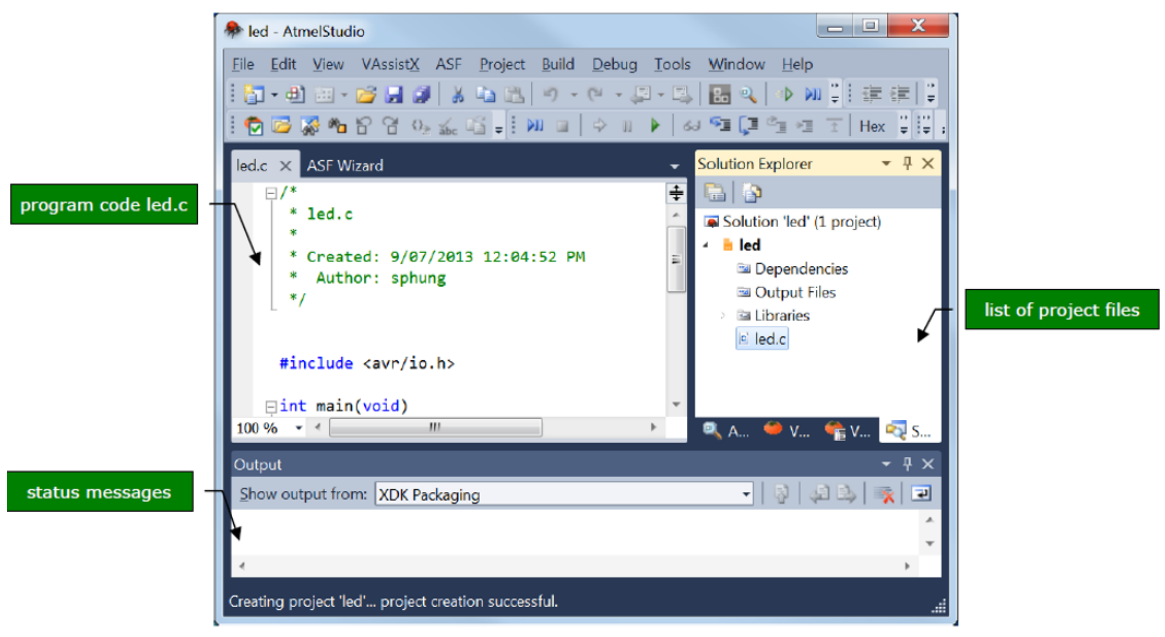 led - AtmelStudio
File Edit View VAssistX ASF Project Build Debug Tools Window Help
Hex
led.c ASF Wizard
Solution Explorer
program code led.c
/*
* led.c
*
* Created: 9/07/2013 12:04:52 PM
* Author: sphung
*/
#include <avr/io.h>
int main(void)
100 %
Solution 'led' (1 project)
led
Dependencies
Output Files
Libraries
led.c
list of project files
A... V... V... S...
Output
status messages
Show output from: XDK Packaging
Creating project 'led'... project creation successful.